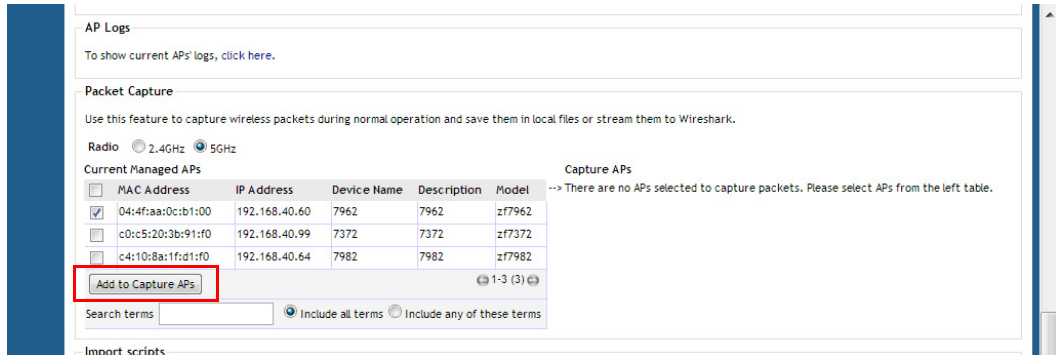 AP Logs
To show current APs' logs, click here.
Packet Capture
Use this feature to capture wireless packets during normal operation and save them in local files or stream them to Wireshark.
Radio 2.4GHz 5GHz
Current Managed APs
Capture APs
MAC Address IP Address Device Name Description Model
--> There are no APs selected to capture packets. Please select APs from the left table.
04:4f:aa:0c:b1:00 192.168.40.60 7962 7962 zf7962
c0:c5:20:3b:91:f0 192.168.40.99 7372 7372 zf7372
c4:10:8a:1f:d1:f0 192.168.40.64 7982 7982 zf7982
Add to Capture APs
1-3 (3)
Search terms Include all terms Include any of these terms
Import scripts